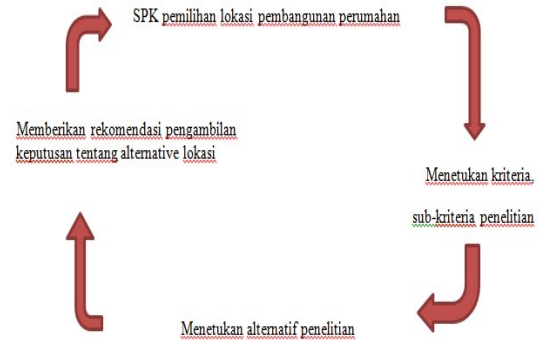 SPK pemilihan lokasi pembangunan perumahan
Memberikan rekomendasi pengambilan
keputusan tentang alternative lokasi
Menetukan kriteria,
sub-kriteria penelitian
Menetukan alternatif penelitian